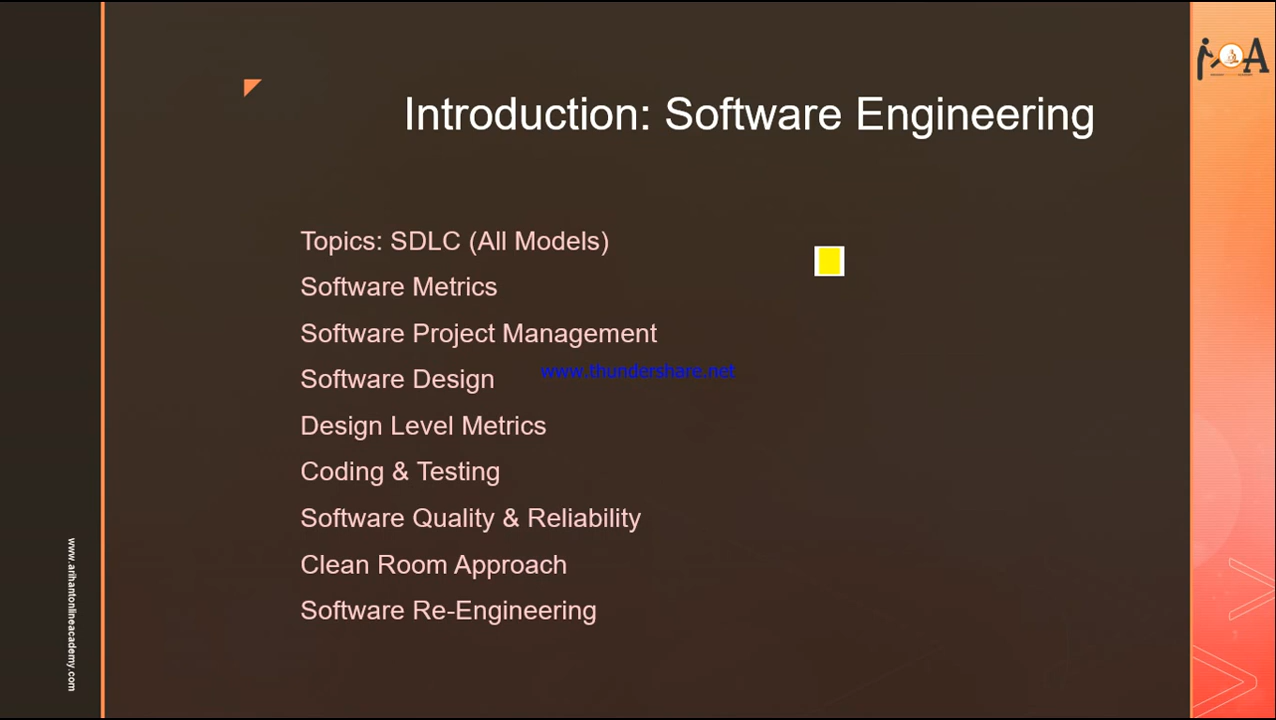 Introduction: Software Engineering
Topics: SDLC (All Models)
Software Metrics
Software Project Management
Software Design
www.thundershare.net
Design Level Metrics
Coding & Testing
Software Quality & Reliability
Clean Room Approach
Software Re-Engineering
www.arihantonlineacademy.com